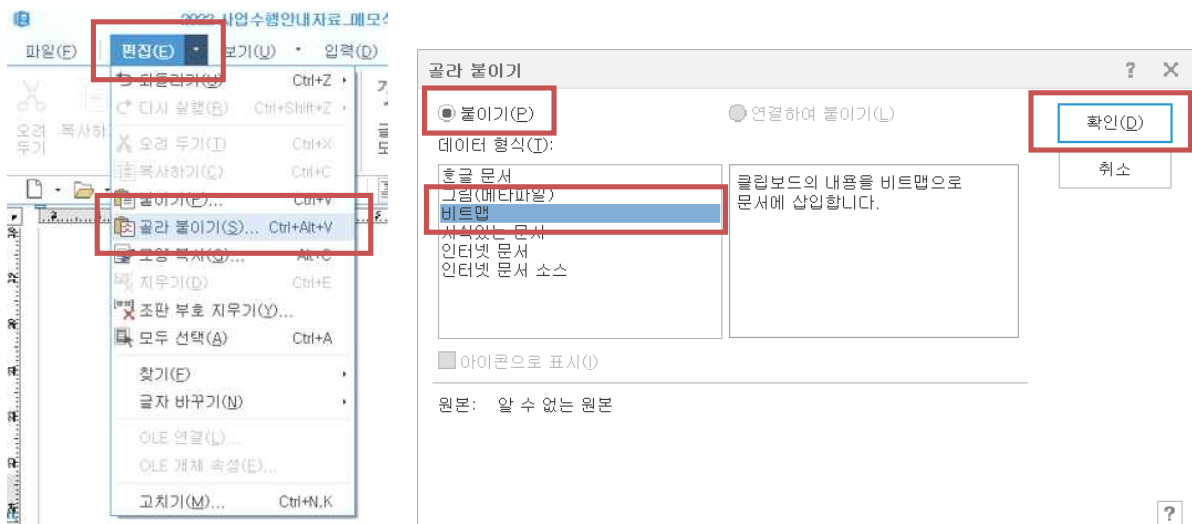 2023 사업수행안내자료_메모삭
파일(F) 편집(E) 보기(U) 입력(D)
되돌리기(U) Ctrl+Z
다시 실행(R) Ctrl+Shift+Z
오려 두기
복사하기
오려 두기(T) Ctrl+X
복사하기(C) Ctrl+C
붙이기(P)... Ctrl+V
골라 붙이기(S)... Ctrl+Alt+V
모양 복사(Q)... Alt+C
지우기(D) Ctrl+E
조판 부호 지우기(Y)...
모두 선택(A) Ctrl+A
찾기(F)
글자 바꾸기(N)
OLE 연결(L)...
OLE 개체 속성(E)...
고치기(M)... Ctrl+N,K
골라 붙이기 ? ×
붙이기(P) 연결하여 붙이기(L) 확인(D)
취소
데이터 형식(T):
한글 문서
그림(메타파일)
비트맵
서식있는 문서
인터넷 문서
인터넷 문서 소스
클립보드의 내용을 비트맵으로
문서에 삽입합니다.
아이콘으로 표시(I)
원본: 알 수 없는 원본
?